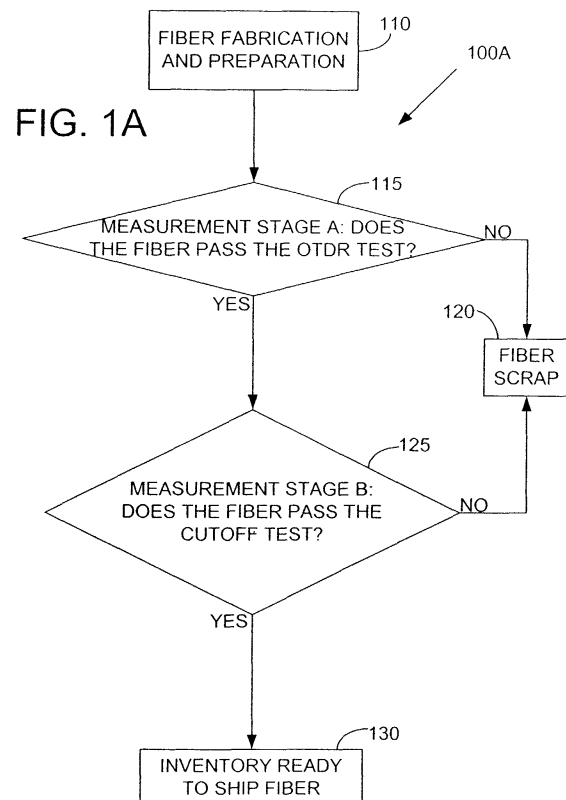 FIBER FABRICATION
AND PREPARATION
110
100A
FIG. 1A
115
MEASUREMENT STAGE A: DOES
THE FIBER PASS THE OTDR TEST?
NO
YES
120
FIBER
SCRAP
125
MEASUREMENT STAGE B:
DOES THE FIBER PASS THE
CUTOFF TEST?
NO
YES
130
INVENTORY READY
TO SHIP FIBER